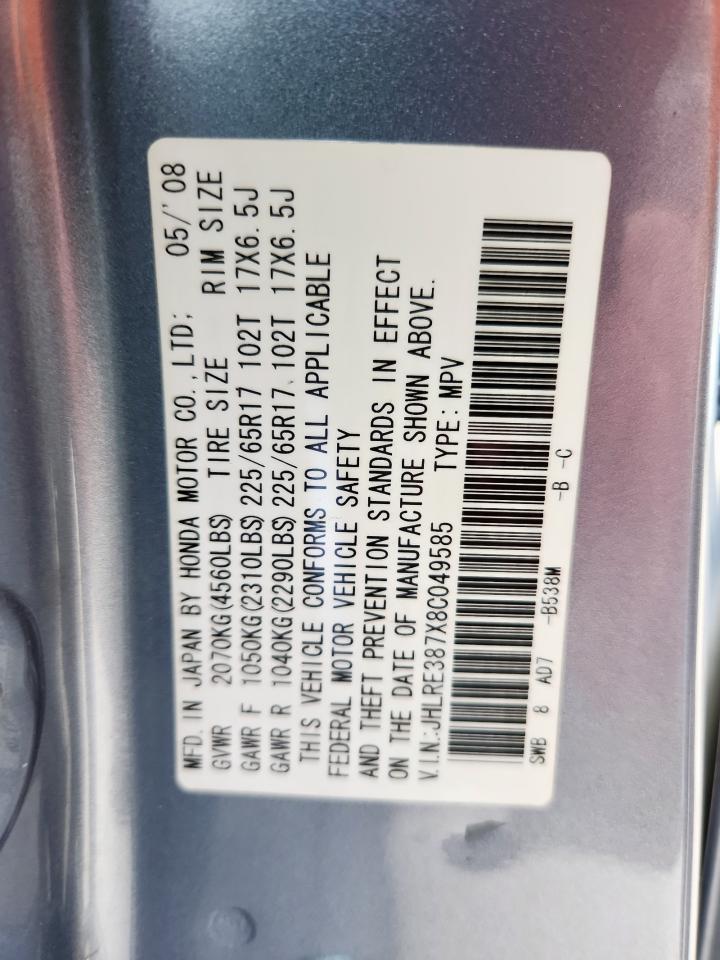 MFD. IN JAPAN BY HONDA MOTOR CO., LTD; 05/'08
GVWR 2070KG(4560LBS) TIRE SIZE RIM SIZE
GAWR F 1050KG(2310LBS)225/65R17 102T 17X6.5J
GAWR R 1040KG(2290LBS)225/65R17 102T 17X6.5J
THIS VEHICLE CONFORMS TO ALL APPLICABLE
FEDERAL MOTOR VEHICLE SAFETY
AND THEFT PREVENTION STANDARDS IN EFFECT
ON THE DATE OF MANUFACTURE SHOWN ABOVE.
V.I.N.:JHLRE387X8C049585 TYPE: MPV
SWB 8 AD7 -B538M -B -C